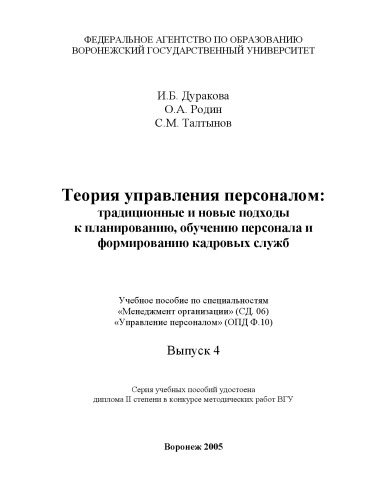 ФЕДЕРАЛЬНОЕ АГЕНТСТВО ПО ОБРАЗОВАНИЮ
ВОРОНЕЖСКИЙ ГОСУДАРСТВЕННЫЙ УНИВЕРСИТЕТ
И.Б. Дуракова
О.А. Родин
С.М. Талтынов
Теория управления персоналом:
традиционные и новые подходы
к планированию, обучению персонала и
формированию кадровых служб
Учебное пособие по специальностям
«Менеджмент организации» (СД. 06)
«Управление персоналом» (ОПД Ф.10)
Выпуск 4
Серия учебных пособий удостоена
диплома II степени в конкурсе методических работ ВГУ
Воронеж 2005